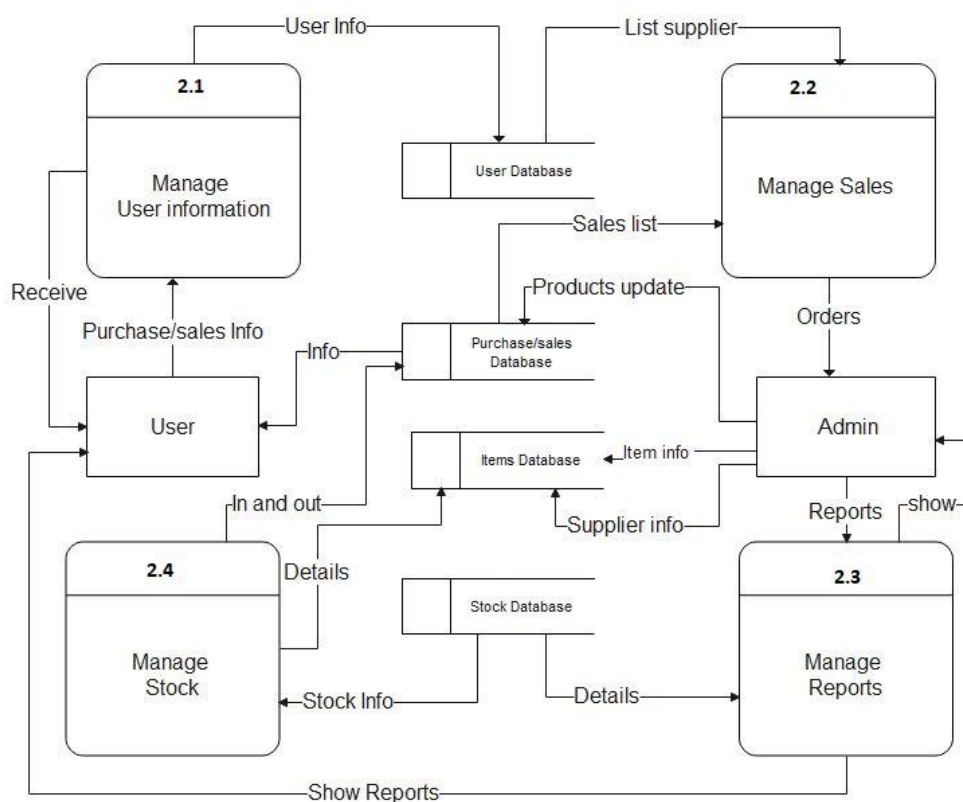 User Info
List supplier
2.1
2.2
Manage
User information
User Database
Manage Sales
Sales list
Receive
Products update
Purchase/sales Info
Orders
Info
Purchase/sales
Database
User
Admin
Items Database
Item info
In and out
Supplier info
Reports
show
2.4
Details
2.3
Stock Database
Manage
Stock
Manage
Reports
Stock Info
Details
Show Reports